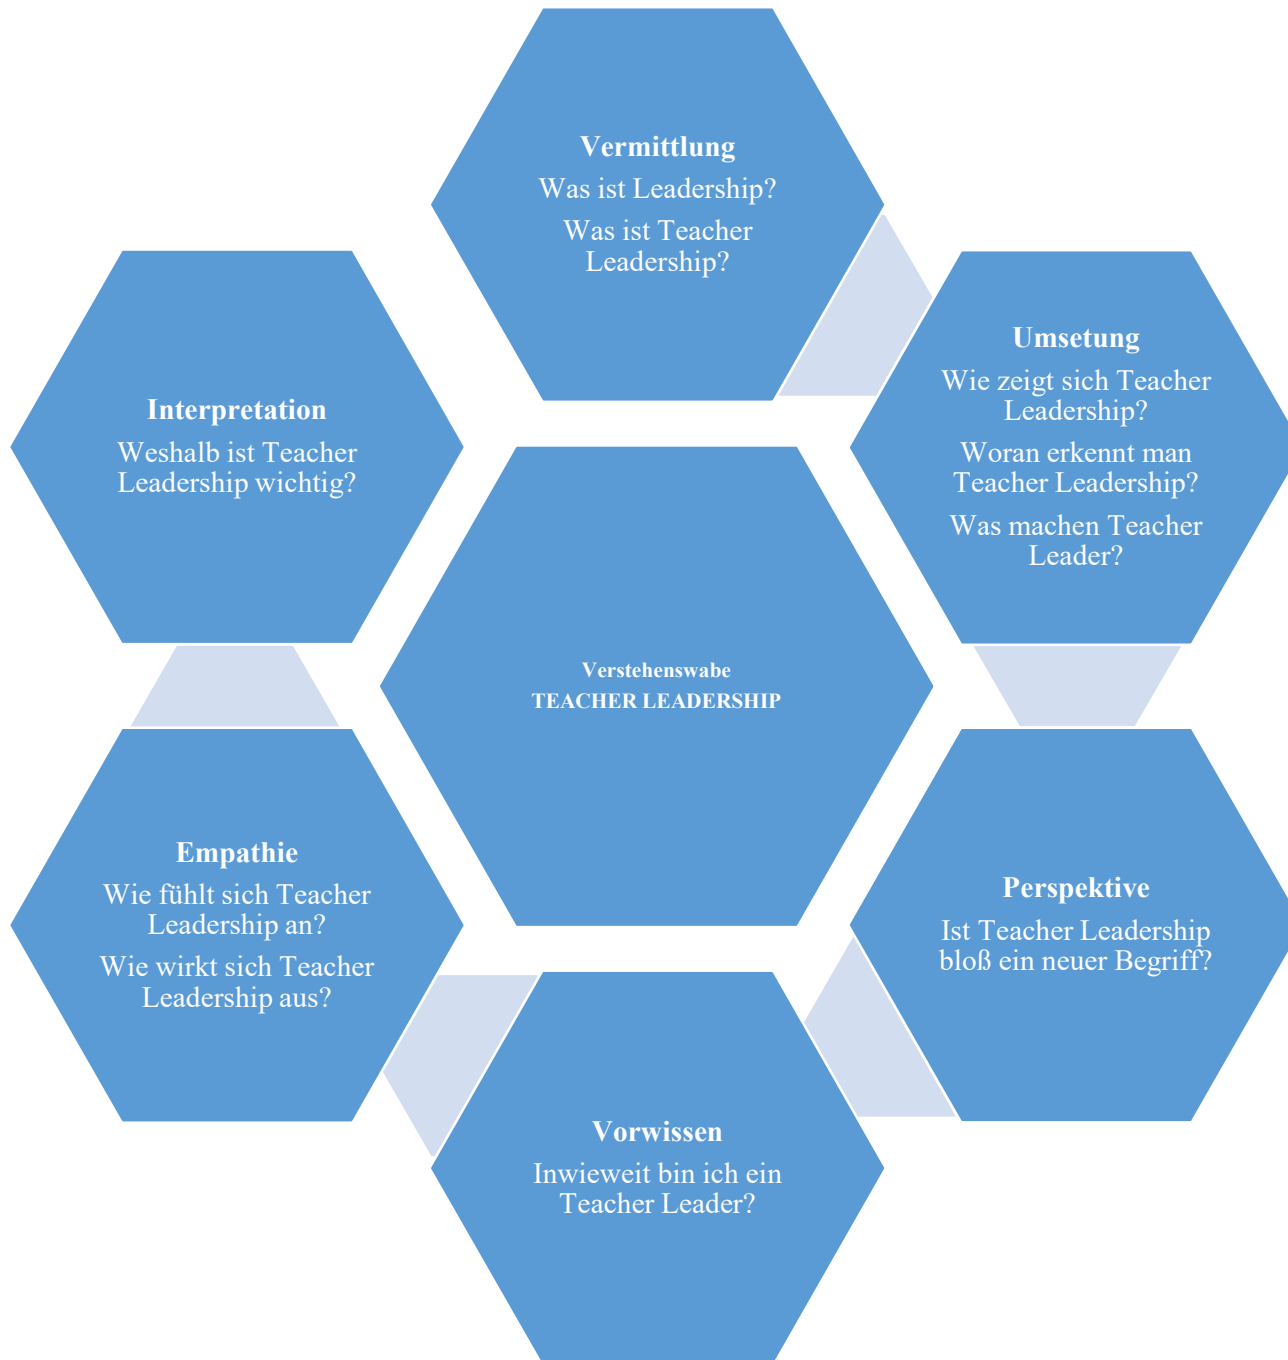 Vermittlung
Was ist Leadership?
Was ist Teacher
Leadership?
Umsetung
Wie zeigt sich Teacher
Leadership?
Woran erkennt man
Teacher Leadership?
Was machen Teacher
Leader?
Interpretation
Weshalb ist Teacher
Leadership wichtig?
Verstehenswabe
TEACHER LEADERSHIP
Empathie
Wie fühlt sich Teacher
Leadership an?
Wie wirkt sich Teacher
Leadership aus?
Perspektive
Ist Teacher Leadership
bloß ein neuer Begriff?
Vorwissen
Inwieweit bin ich ein
Teacher Leader?